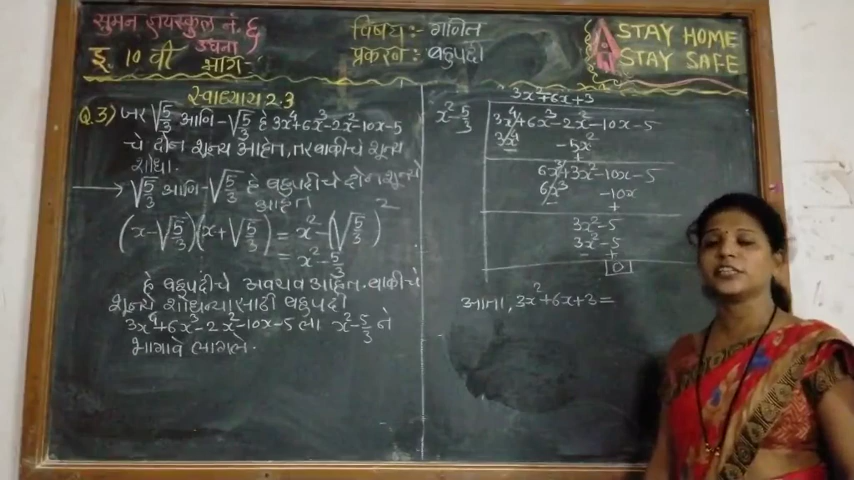 सुमन हायस्कुल नं. ६
उधना
इ. 10 वी भाग:-
विषय:- गणित
प्रकरण:- बहुपदी
STAY HOME
STAY SAFE
स्वाध्याय 2.3
Q.3) जर √5/3 आणि -√5/3 हे 3x⁴+6x³-2x²-10x-5
चे दोन शून्य आहेत, तर बाकीचे शून्य
शोधा.
→ √5/3 आणि -√5/3 हे बहुपदीचे दोन शून्ये
आहेत
(x-√5/3)(x+√5/3) = x²-(√5/3)²
= x²-5/3
हे बहुपदीचे अवयव आहेत. बाकीचे
शून्ये शोधन्यासाठी बहुपदी
3x⁴+6x³-2x²-10x-5 ला x²-5/3 ने
भागावे लागेल.
3x²+6x+3
x²-5/3
3x⁴+6x³-2x²-10x-5
3x⁴ -5x²
- +
6x³+3x²-10x-5
6x³ -10x
- +
3x²-5
3x²-5
- +
0
आता, 3x²+6x+3=